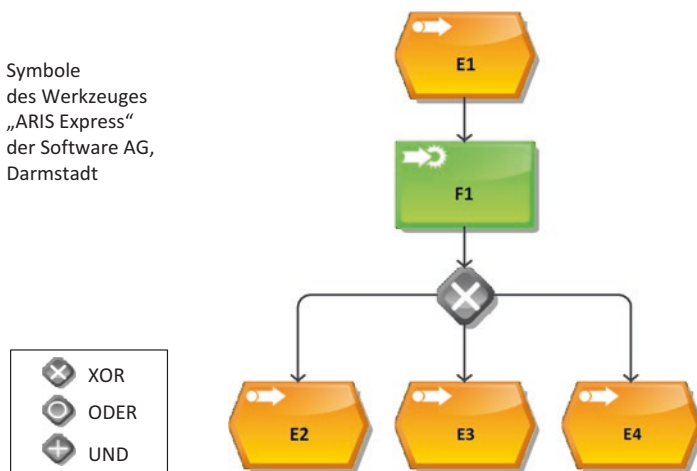 Symbole
des Werkzeuges
„ARIS Express“
der Software AG,
Darmstadt
E1
F1
E2
E3
E4
XOR
ODER
UND